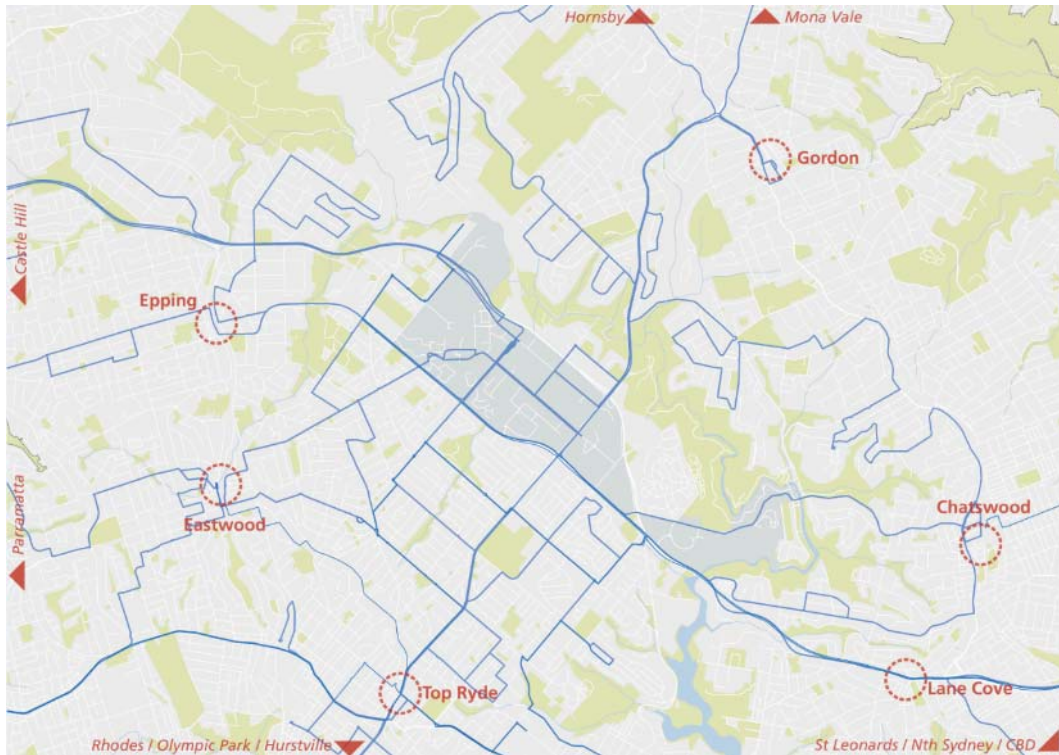 Hornsby
Mona Vale
Gordon
Castle Hill
Epping
Eastwood
Parramatta
Chatswood
Top Ryde
Lane Cove
Rhodes / Olympic Park / Hurstville
St Leonards / Nth Sydney / CBD